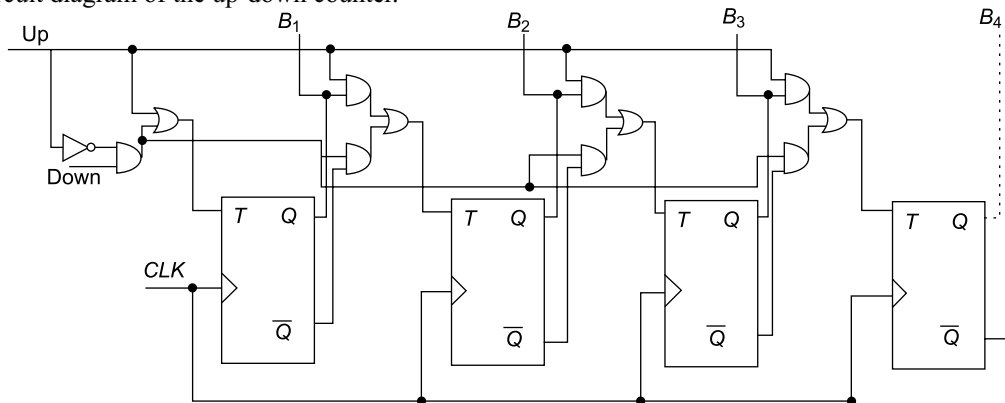 cuit diagram of the up-down counter.
Up
B1
B2
B3
B4
Down
T Q
T Q
T Q
T Q
CLK
Q̅
Q̅
Q̅
Q̅